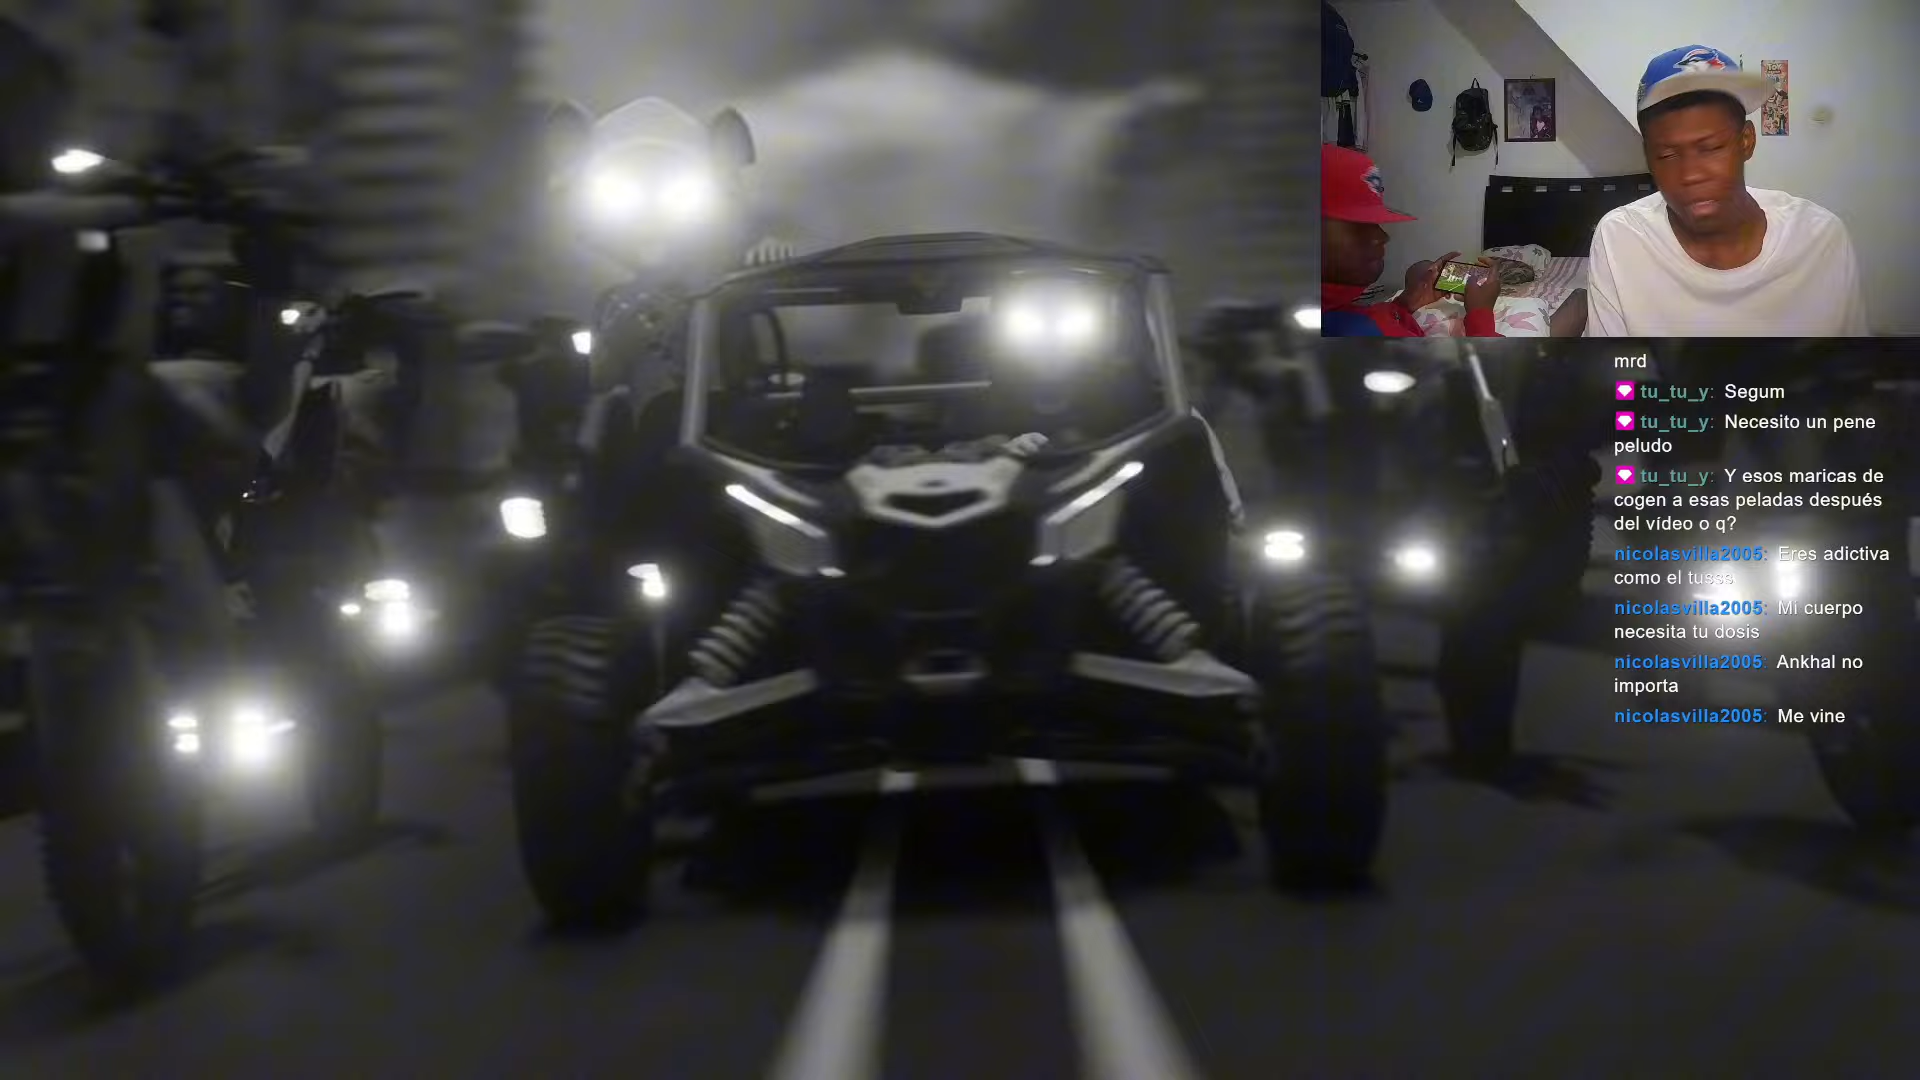 mrd
tu_tu_y: Segum
tu_tu_y: Necesito un pene
peludo
tu_tu_y: Y esos maricas de
cogen a esas peladas después
del vídeo o q?
nicolasvilla2005: Eres adictiva
como el tusss
nicolasvilla2005: Mi cuerpo
necesita tu dosis
nicolasvilla2005: Ankhal no
importa
nicolasvilla2005: Me vine